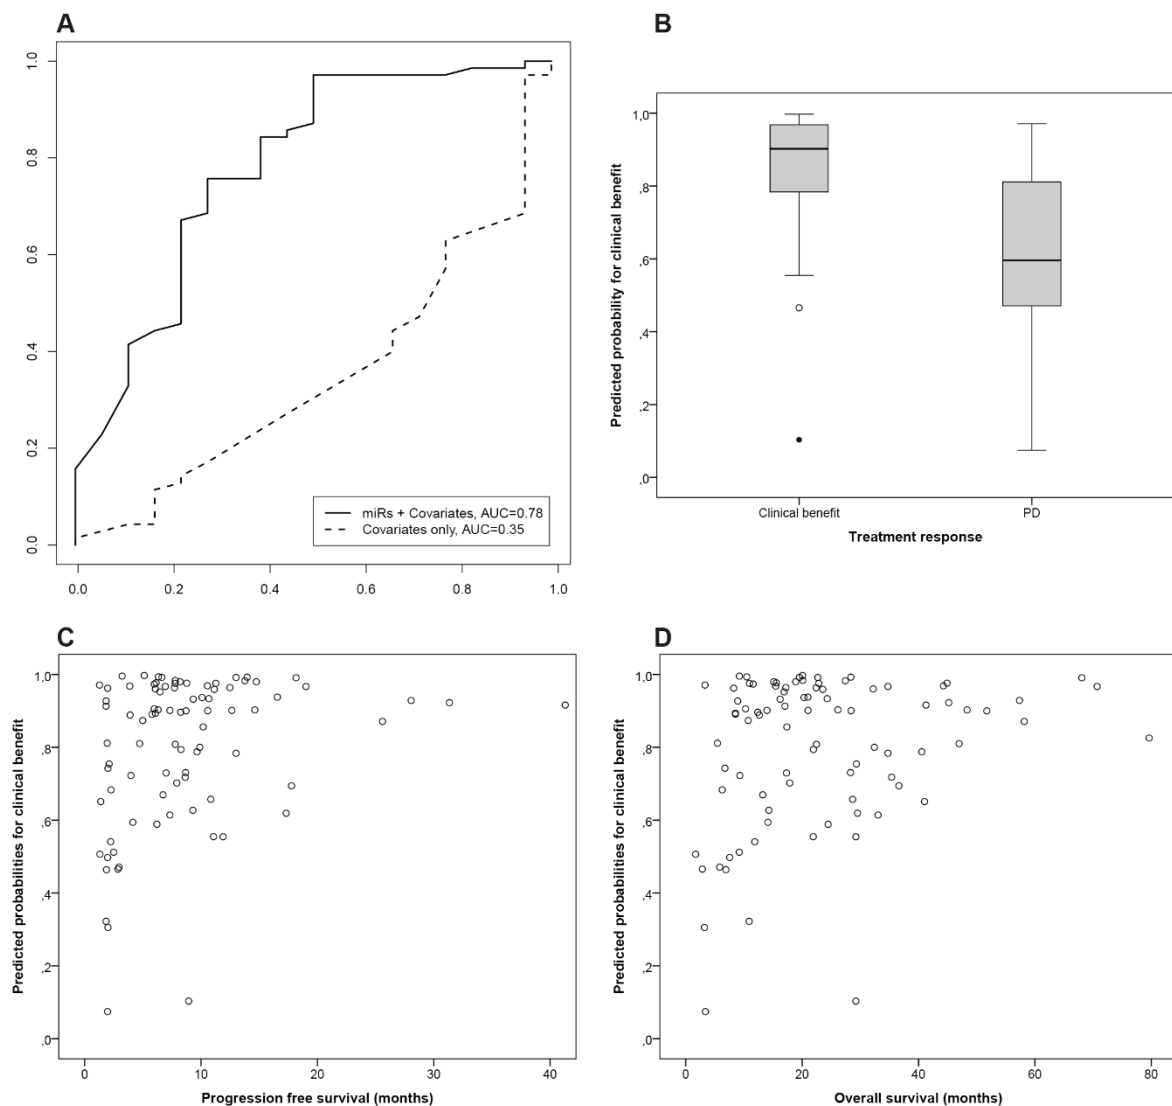 A
1.0
0.8
0.6
0.4
0.2
0.0
miRs + Covariates, AUC=0.78
Covariates only, AUC=0.35
0.0 0.2 0.4 0.6 0.8 1.0
B
Predicted probability for clinical benefit
1,0
,8
,6
,4
,2
,0
Clinical benefit PD
Treatment response
C
Predicted probabilities for clinical benefit
1,0
,8
,6
,4
,2
,0
0 10 20 30 40
Progression free survival (months)
D
Predicted probabilities for clinical benefit
1,0
,8
,6
,4
,2
,0
0 20 40 60 80
Overall survival (months)